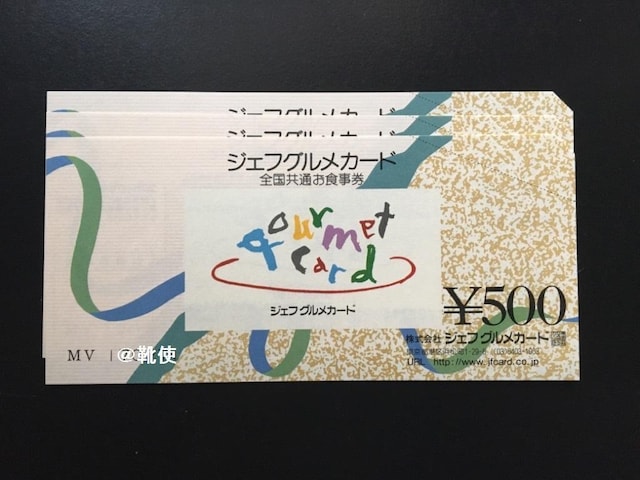 ジェフグルメカード
ジェフグルメカード
ジェフグルメカード
全国共通お食事券
gourmet
card
ジェフグルメカード
¥500
株式会社 ジェフグルメカード
URL http://www.jfcard.co.jp
MV
@靴使